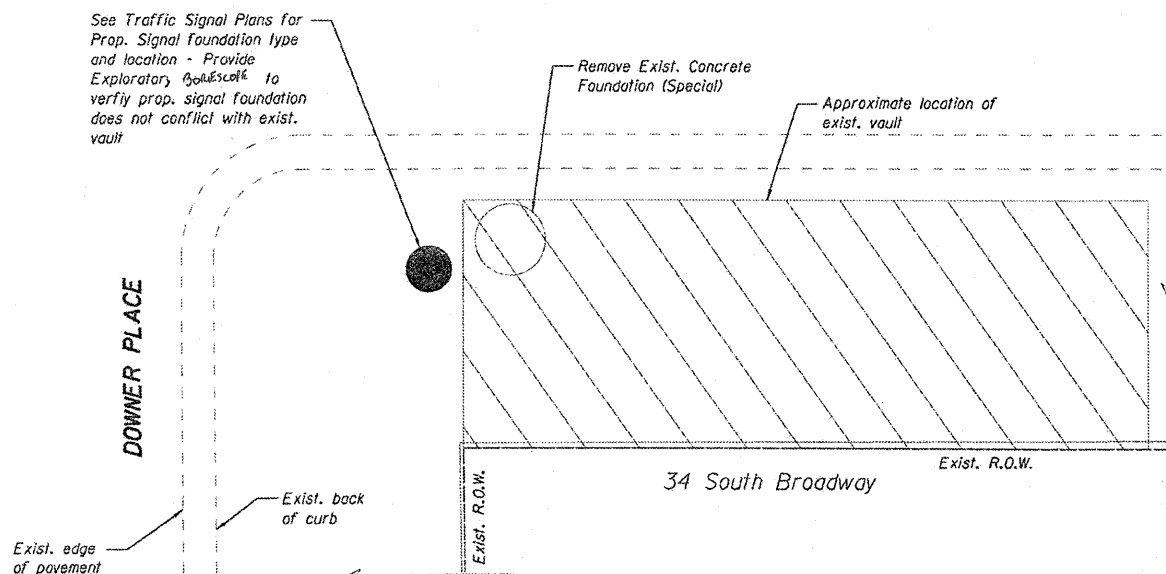 See Traffic Signal Plans for
Prop. Signal foundation type
and location - Provide
Exploratory BORESCOPE to
verfiy prop. signal foundation
does not conflict with exist.
vault
Remove Exist. Concrete
Foundation (Special)
Approximate location of
exist. vault
DOWNER PLACE
Exist. R.O.W.
34 South Broadway
Exist. R.O.W.
Exist. back
of curb
Exist. edge
of pavement